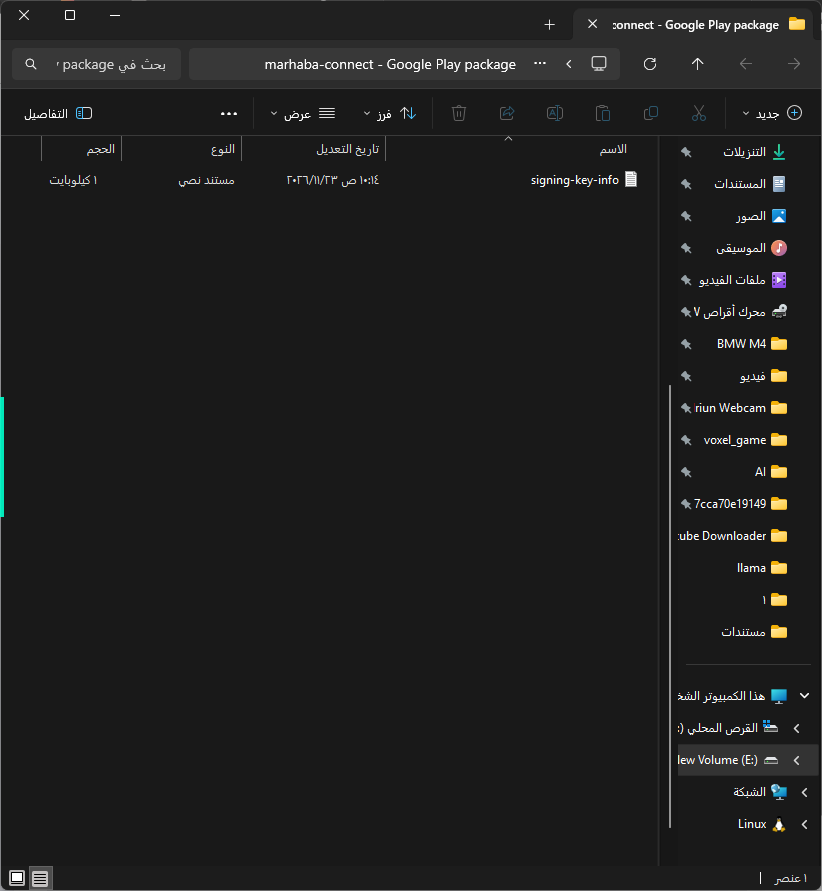 connect - Google Play package
marhaba-connect - Google Play package
بحث في package
جديد
فرز
عرض
التفاصيل
الاسم
تاريخ التعديل
النوع
الحجم
signing-key-info
١٠:١٤ ص ٢٠٢٦/١١/٢٣
مستند نصي
١ كيلوبايت
التنزيلات
المستندات
الصور
الموسيقى
ملفات الفيديو
محرك أقراص
BMW M4
فيديو
riun Webcam
voxel_game
AI
7cca70e19149
tube Downloader
llama
١
مستندات
هذا الكمبيوتر الشخ
القرص المحلي
New Volume (E:)
الشبكة
Linux
١ عنصر